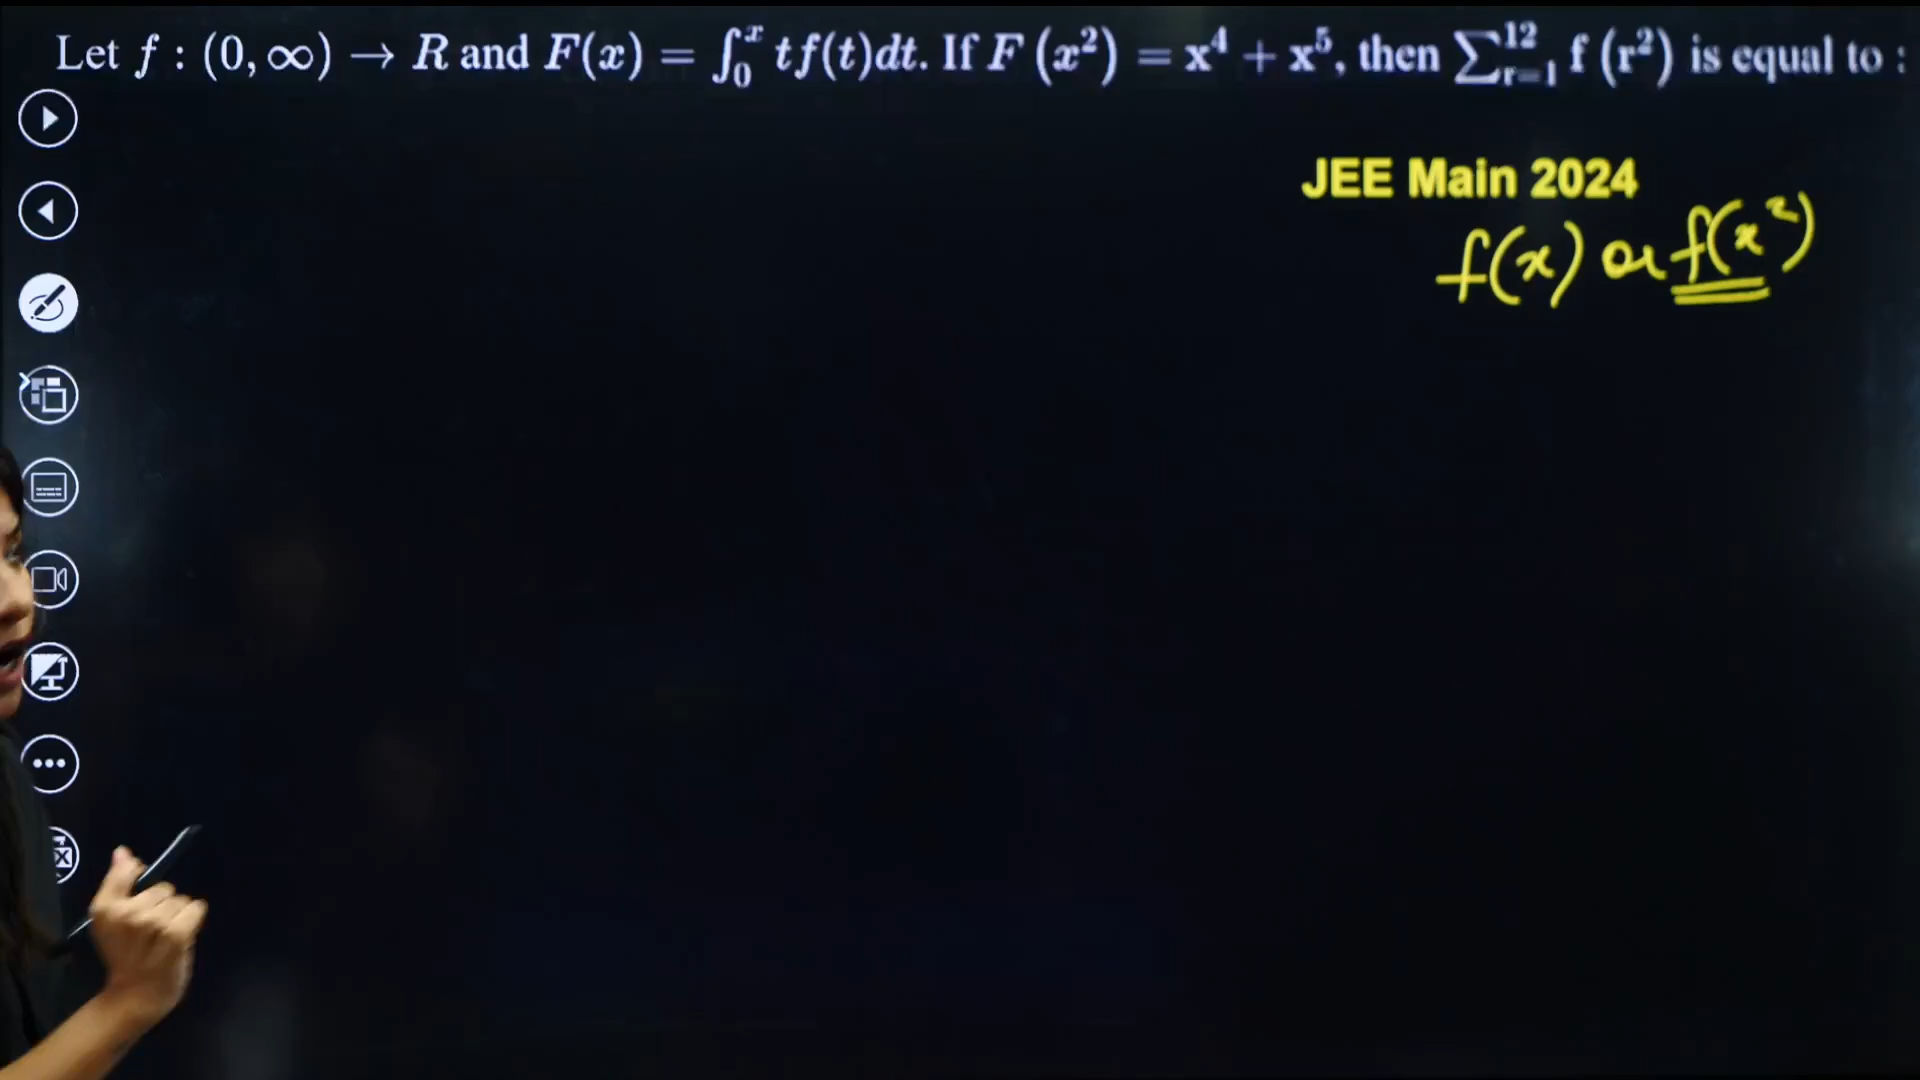 Let f : (0, ∞) → R and F(x) = ∫₀ˣ tf(t)dt. If F (x²) = x⁴ + x⁵, then ∑ᵣ₌₁¹² f (r²) is equal to :
JEE Main 2024
f(x) or f(x²)